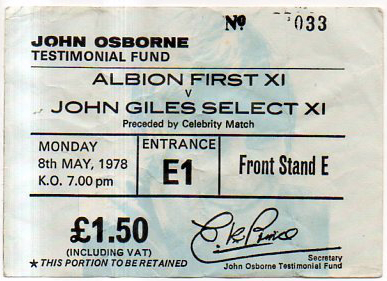 No 033
JOHN OSBORNE
TESTIMONIAL FUND
ALBION FIRST XI
v
JOHN GILES SELECT XI
Preceded by Celebrity Match
MONDAY
8th MAY, 1978
K.O. 7.00 pm
ENTRANCE
E1
Front Stand E
£1.50
(INCLUDING VAT)
★ THIS PORTION TO BE RETAINED
Secretary
John Osborne Testimonial Fund